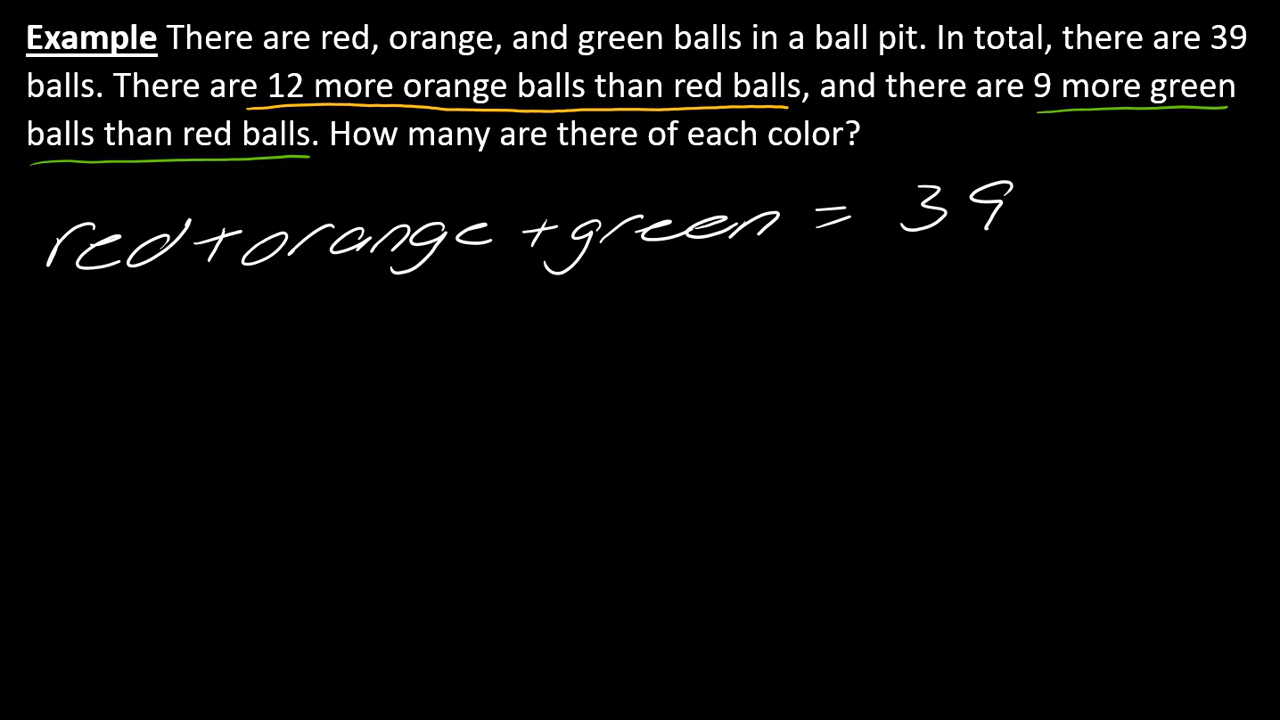 Example There are red, orange, and green balls in a ball pit. In total, there are 39
balls. There are 12 more orange balls than red balls, and there are 9 more green
balls than red balls. How many are there of each color?
red+orange+green = 39